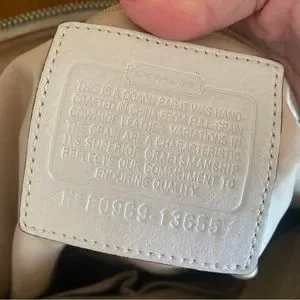 COACH
THIS IS A COACH BAG. IT WAS HAND-
CRAFTED IN CHINA FROM FULL GRAIN
COWHIDE LEATHER. VARIATIONS IN
THE GRAIN ARE A CHARACTERISTIC
OF ITS SUPERIOR CRAFTSMANSHIP.
REFLECTS OUR COMMITMENT TO
ENDURING QUALITY.
0969-13655